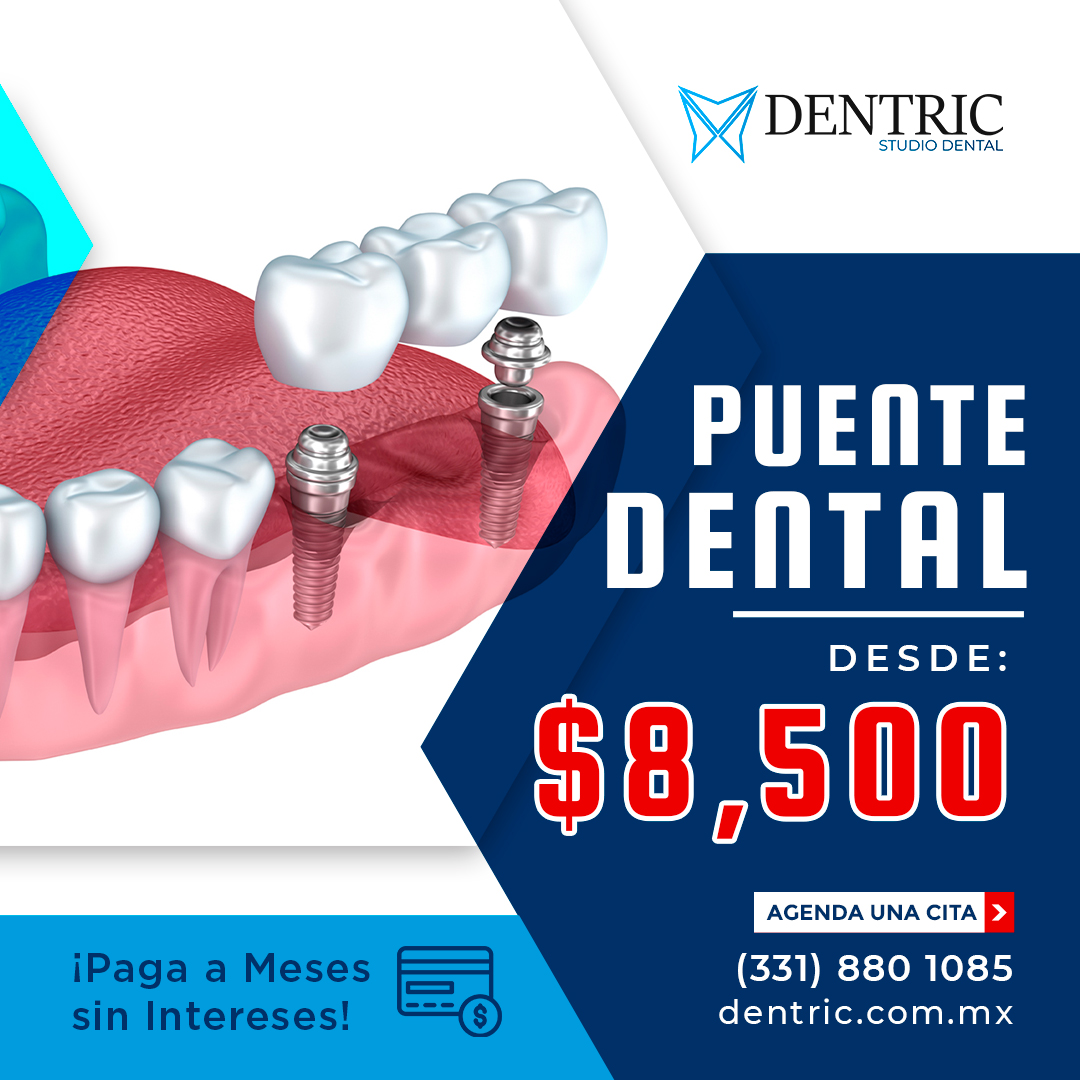 DENTRIC
STUDIO DENTAL
PUENTE
DENTAL
DESDE:
$8,500
AGENDA UNA CITA
(331) 880 1085
dentric.com.mx
¡Paga a Meses
sin Intereses!
$